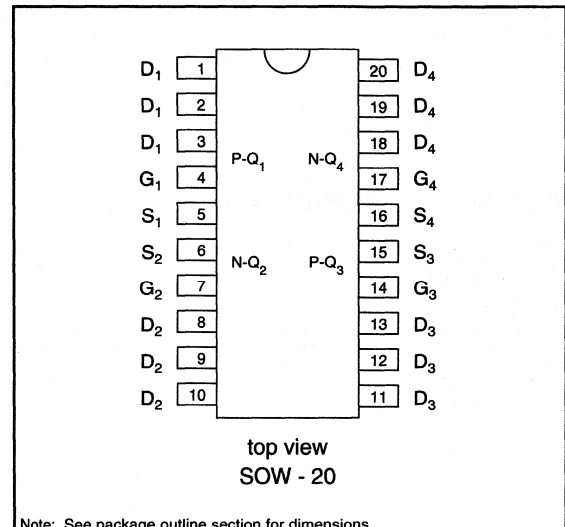 D₁ 1 20 D₄
D₁ 2 19 D₄
D₁ 3 18 D₄
P-Q₁ N-Q₄
G₁ 4 17 G₄
S₁ 5 16 S₄
S₂ 6 15 S₃
N-Q₂ P-Q₃
G₂ 7 14 G₃
D₂ 8 13 D₃
D₂ 9 12 D₃
D₂ 10 11 D₃
top view
SOW - 20
Note: See package outline section for dimensions.